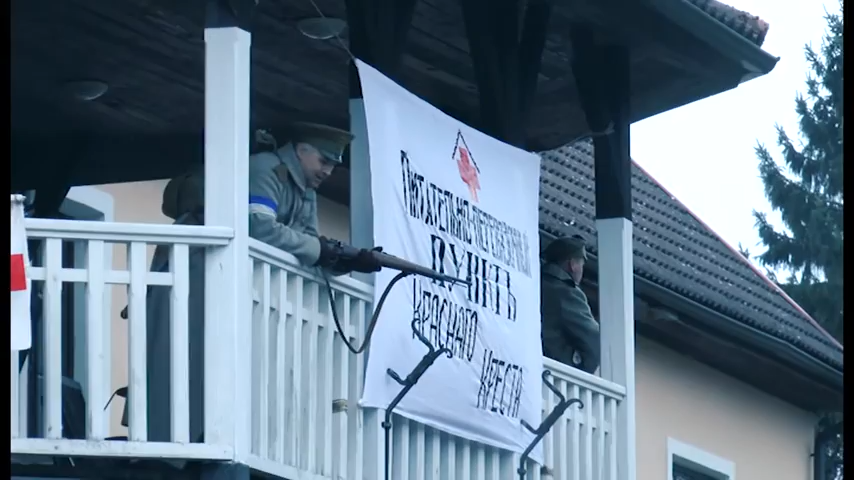 Питательно-перевязочный
пунктъ
Краснаго
Креста